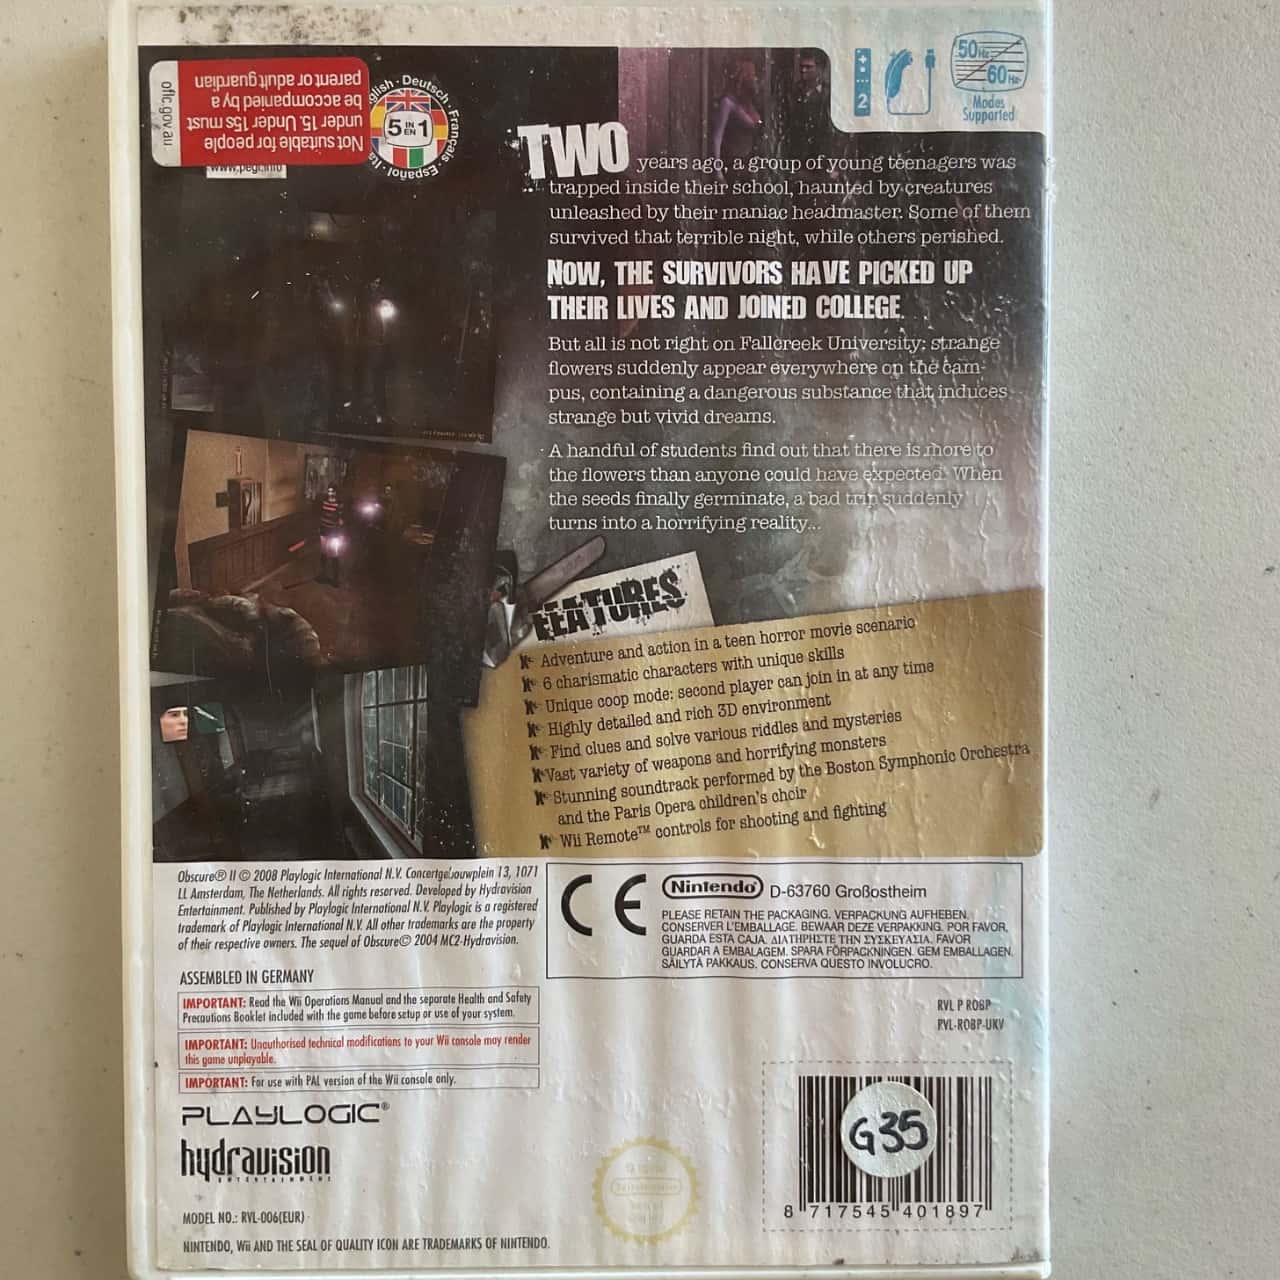 Not suitable for people
under 15. Under 15s must
be accompanied by a
parent or adult guardian
oflc.gov.au
www.pegi.info
English · Deutsch · Français · Español · Ita
5 IN EN 1
2
50Hz
60Hz
Modes
Supported
TWO years ago, a group of young teenagers was
trapped inside their school, haunted by creatures
unleashed by their maniac headmaster. Some of them
survived that terrible night, while others perished.
NOW, THE SURVIVORS HAVE PICKED UP
THEIR LIVES AND JOINED COLLEGE.
But all is not right on Fallcreek University: strange
flowers suddenly appear everywhere on the cam-
pus, containing a dangerous substance that induces
strange but vivid dreams.
A handful of students find out that there is more to
the flowers than anyone could have expected. When
the seeds finally germinate, a bad trip suddenly
turns into a horrifying reality...
FEATURES
Adventure and action in a teen horror movie scenario
6 charismatic characters with unique skills
Unique coop mode: second player can join in at any time
Highly detailed and rich 3D environment
Find clues and solve various riddles and mysteries
Vast variety of weapons and horrifying monsters
Stunning soundtrack performed by the Boston Symphonic Orchestra
and the Paris Opera children's choir
Wii Remote™ controls for shooting and fighting
Obscure® II © 2008 Playlogic International N.V. Concertgebouwplein 13, 1071
LL Amsterdam, The Netherlands. All rights reserved. Developed by Hydravision
Entertainment. Published by Playlogic International N.V. Playlogic is a registered
trademark of Playlogic International N.V. All other trademarks are the property
of their respective owners. The sequel of Obscure© 2004 MC2-Hydravision.
ASSEMBLED IN GERMANY
IMPORTANT: Read the Wii Operations Manual and the separate Health and Safety
Precautions Booklet included with the game before setup or use of your system.
IMPORTANT: Unauthorised technical modifications to your Wii console may render
this game unplayable.
IMPORTANT: For use with PAL version of the Wii console only.
PLAYLOGIC®
hydravision
ENTERTAINMENT
MODEL NO.: RVL-006(EUR)
NINTENDO, Wii AND THE SEAL OF QUALITY ICON ARE TRADEMARKS OF NINTENDO.
CE
Nintendo® D-63760 Großostheim
PLEASE RETAIN THE PACKAGING. VERPACKUNG AUFHEBEN.
CONSERVER L'EMBALLAGE. BEWAAR DEZE VERPAKKING. POR FAVOR,
GUARDA ESTA CAJA. ΔΙΑΤΗΡΗΣΤΕ ΤΗΝ ΣΥΣΚΕΥΑΣΙΑ. FAVOR
GUARDAR A EMBALAGEM. SPARA FÖRPACKNINGEN. GEM EMBALLAGEN.
SÄILYTÄ PAKKAUS. CONSERVA QUESTO INVOLUCRO.
RVL P ROBP
RVL-ROBP-UKV
G35
8 717545 401897